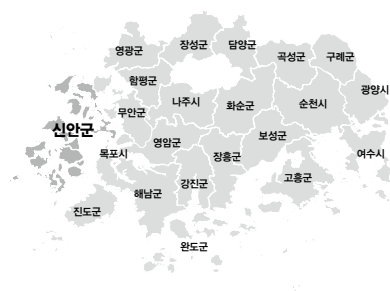 장성군
담양군
영광군
곡성군
구례군
함평군
광양시
나주시
화순군
순천시
무안군
신안군
보성군
영암군
목포시
장흥군
여수시
강진군
고흥군
해남군
진도군
완도군